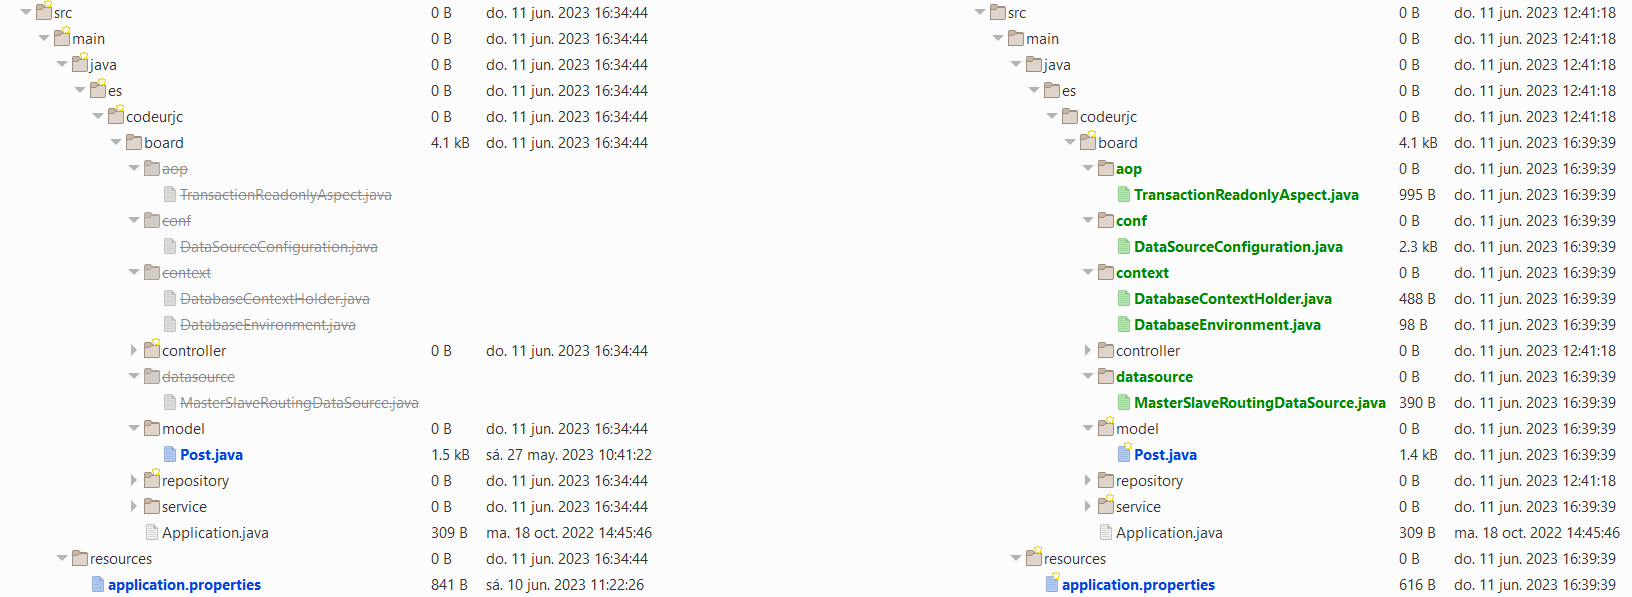 src 0 B do. 11 jun. 2023 16:34:44 src 0 B do. 11 jun. 2023 12:41:18
main 0 B do. 11 jun. 2023 16:34:44 main 0 B do. 11 jun. 2023 12:41:18
java 0 B do. 11 jun. 2023 16:34:44 java 0 B do. 11 jun. 2023 12:41:18
es 0 B do. 11 jun. 2023 16:34:44 es 0 B do. 11 jun. 2023 12:41:18
codeurjc 0 B do. 11 jun. 2023 16:34:44 codeurjc 0 B do. 11 jun. 2023 12:41:18
board 4.1 kB do. 11 jun. 2023 16:34:44 board 4.1 kB do. 11 jun. 2023 16:39:39
aop aop 0 B do. 11 jun. 2023 16:39:39
TransactionReadonlyAspect.java TransactionReadonlyAspect.java 995 B do. 11 jun. 2023 16:39:39
conf conf 0 B do. 11 jun. 2023 16:39:39
DataSourceConfiguration.java DataSourceConfiguration.java 2.3 kB do. 11 jun. 2023 16:39:39
context context 0 B do. 11 jun. 2023 16:39:39
DatabaseContextHolder.java DatabaseContextHolder.java 488 B do. 11 jun. 2023 16:39:39
DatabaseEnvironment.java DatabaseEnvironment.java 98 B do. 11 jun. 2023 16:39:39
controller 0 B do. 11 jun. 2023 16:34:44 controller 0 B do. 11 jun. 2023 12:41:18
datasource datasource 0 B do. 11 jun. 2023 16:39:39
MasterSlaveRoutingDataSource.java MasterSlaveRoutingDataSource.java 390 B do. 11 jun. 2023 16:39:39
model 0 B do. 11 jun. 2023 16:34:44 model 0 B do. 11 jun. 2023 16:39:39
Post.java 1.5 kB sá. 27 may. 2023 10:41:22 Post.java 1.4 kB do. 11 jun. 2023 16:39:39
repository 0 B do. 11 jun. 2023 16:34:44 repository 0 B do. 11 jun. 2023 12:41:18
service 0 B do. 11 jun. 2023 16:34:44 service 0 B do. 11 jun. 2023 16:39:39
Application.java 309 B ma. 18 oct. 2022 14:45:46 Application.java 309 B ma. 18 oct. 2022 14:45:46
resources 0 B do. 11 jun. 2023 16:34:44 resources 0 B do. 11 jun. 2023 16:39:39
application.properties 841 B sá. 10 jun. 2023 11:22:26 application.properties 616 B do. 11 jun. 2023 16:39:39